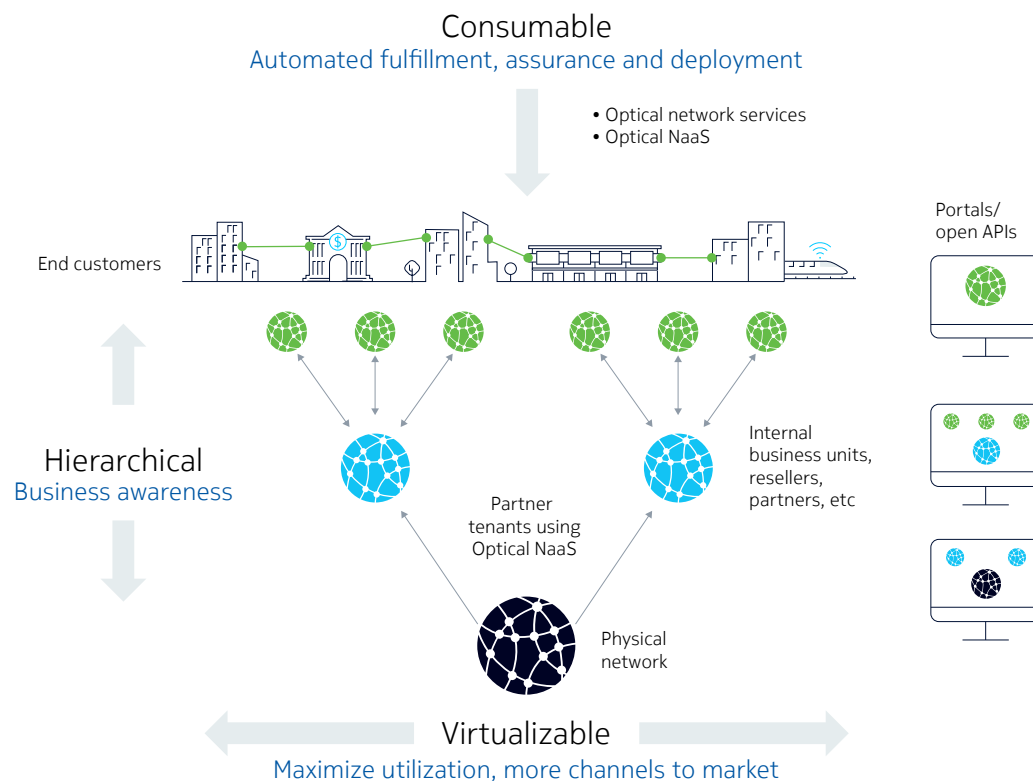 Consumable
Automated fulfillment, assurance and deployment
• Optical network services
• Optical NaaS
Portals/
open APIs
$
End customers
Hierarchical
Business awareness
Internal
business units,
resellers,
partners, etc
Partner
tenants using
Optical NaaS
Physical
network
Virtualizable
Maximize utilization, more channels to market